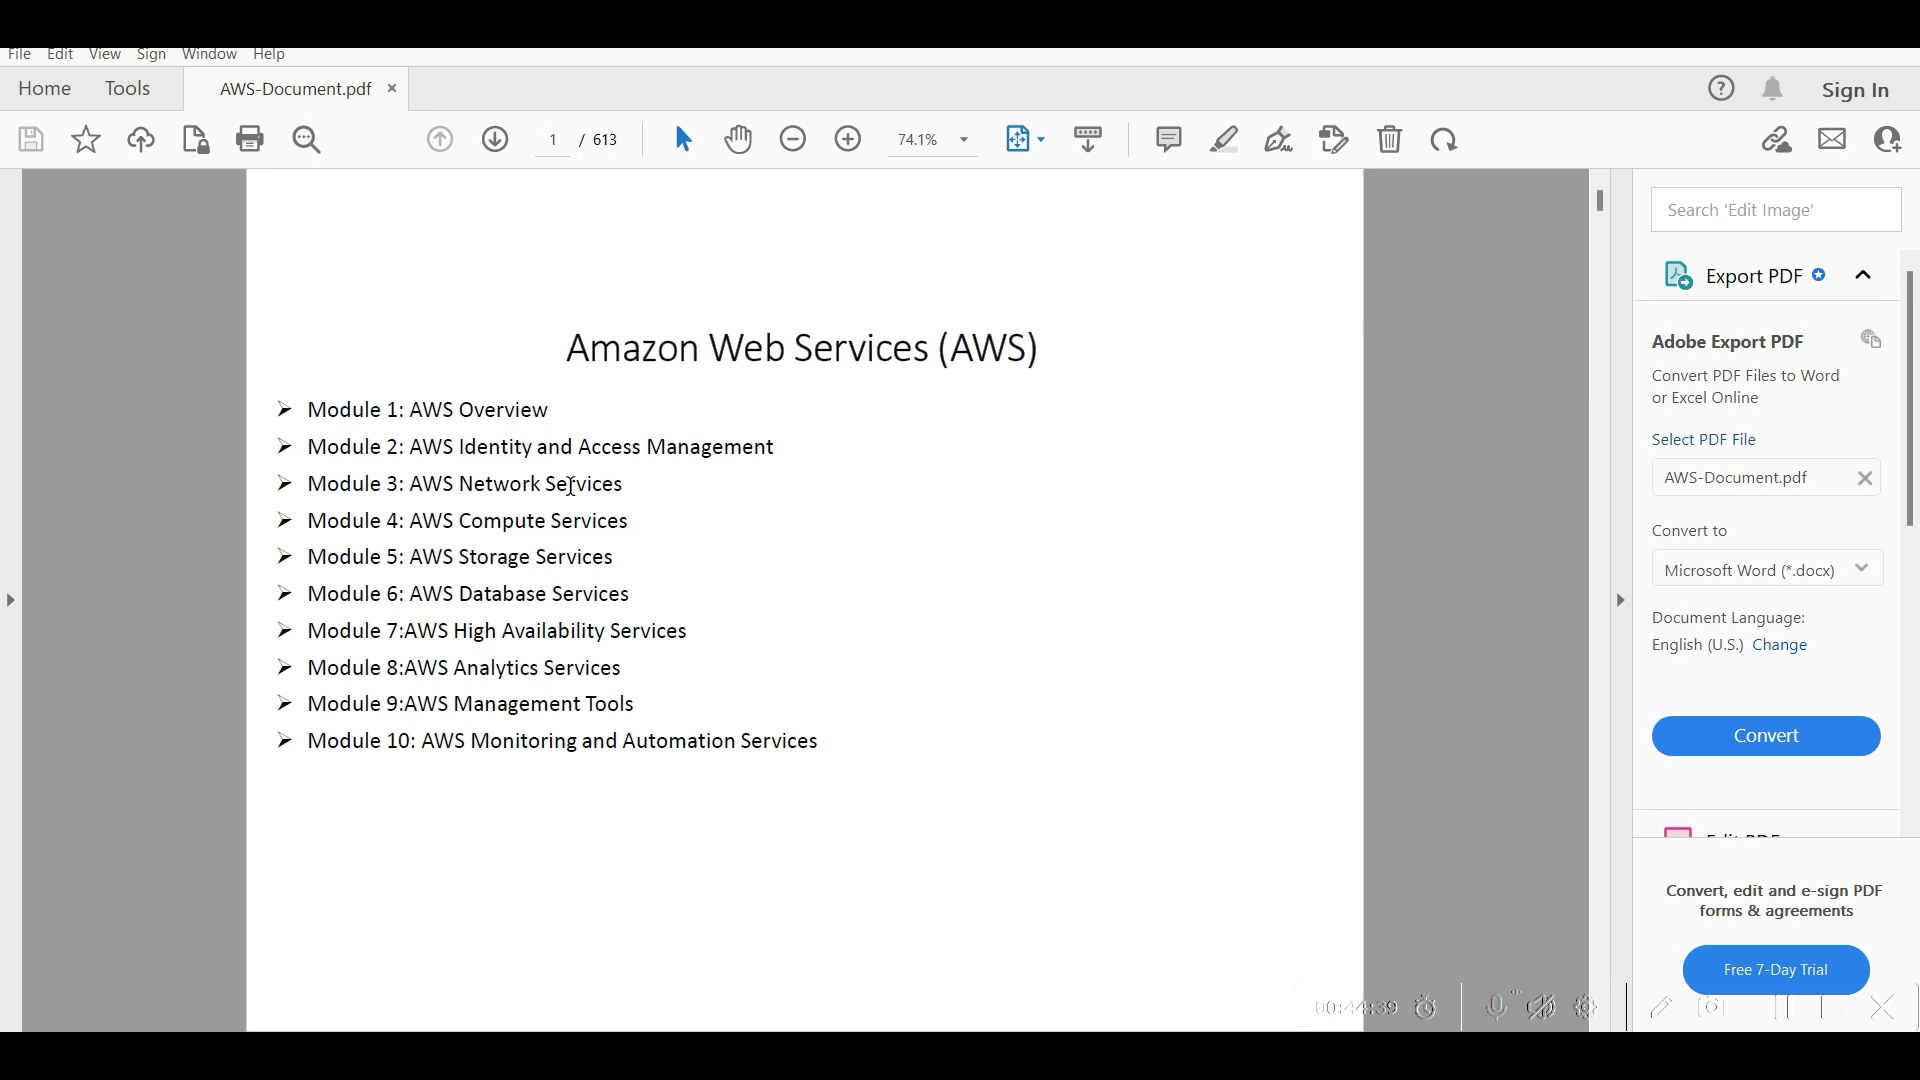 File Edit View Sign Window Help
Home Tools AWS-Document.pdf × Sign In
1 / 613 74.1%
Search 'Edit Image'
Export PDF
Amazon Web Services (AWS)
Module 1: AWS Overview
Module 2: AWS Identity and Access Management
Module 3: AWS Network Services
Module 4: AWS Compute Services
Module 5: AWS Storage Services
Module 6: AWS Database Services
Module 7:AWS High Availability Services
Module 8:AWS Analytics Services
Module 9:AWS Management Tools
Module 10: AWS Monitoring and Automation Services
Adobe Export PDF
Convert PDF Files to Word
or Excel Online
Select PDF File
AWS-Document.pdf
Convert to
Microsoft Word (*.docx)
Document Language:
English (U.S.) Change
Convert
Edit PDF
Convert, edit and e-sign PDF
forms & agreements
Free 7-Day Trial
00:44:39